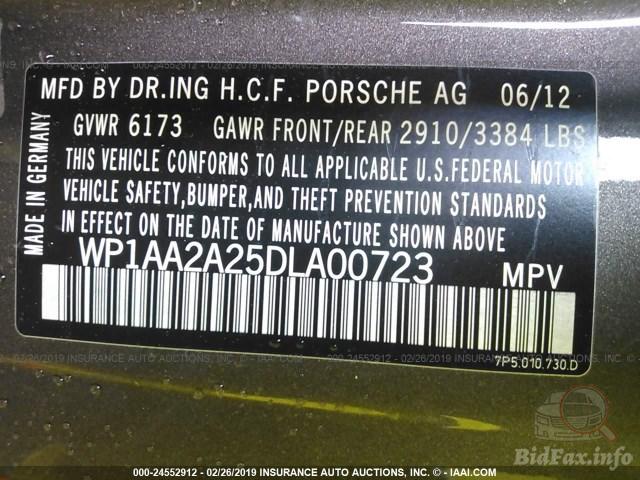 MFD BY DR.ING H.C.F. PORSCHE AG 06/12
GVWR 6173 GAWR FRONT/REAR 2910/3384 LBS
THIS VEHICLE CONFORMS TO ALL APPLICABLE U.S.FEDERAL MOTOR
VEHICLE SAFETY,BUMPER,AND THEFT PREVENTION STANDARDS
IN EFFECT ON THE DATE OF MANUFACTURE SHOWN ABOVE.
MADE IN GERMANY
WP1AA2A25DLA00723 MPV
7P5.010.730.D
BidFax.info
000-24552912 - 02/26/2019 INSURANCE AUTO AUCTIONS, INC. - © IAAI.COM